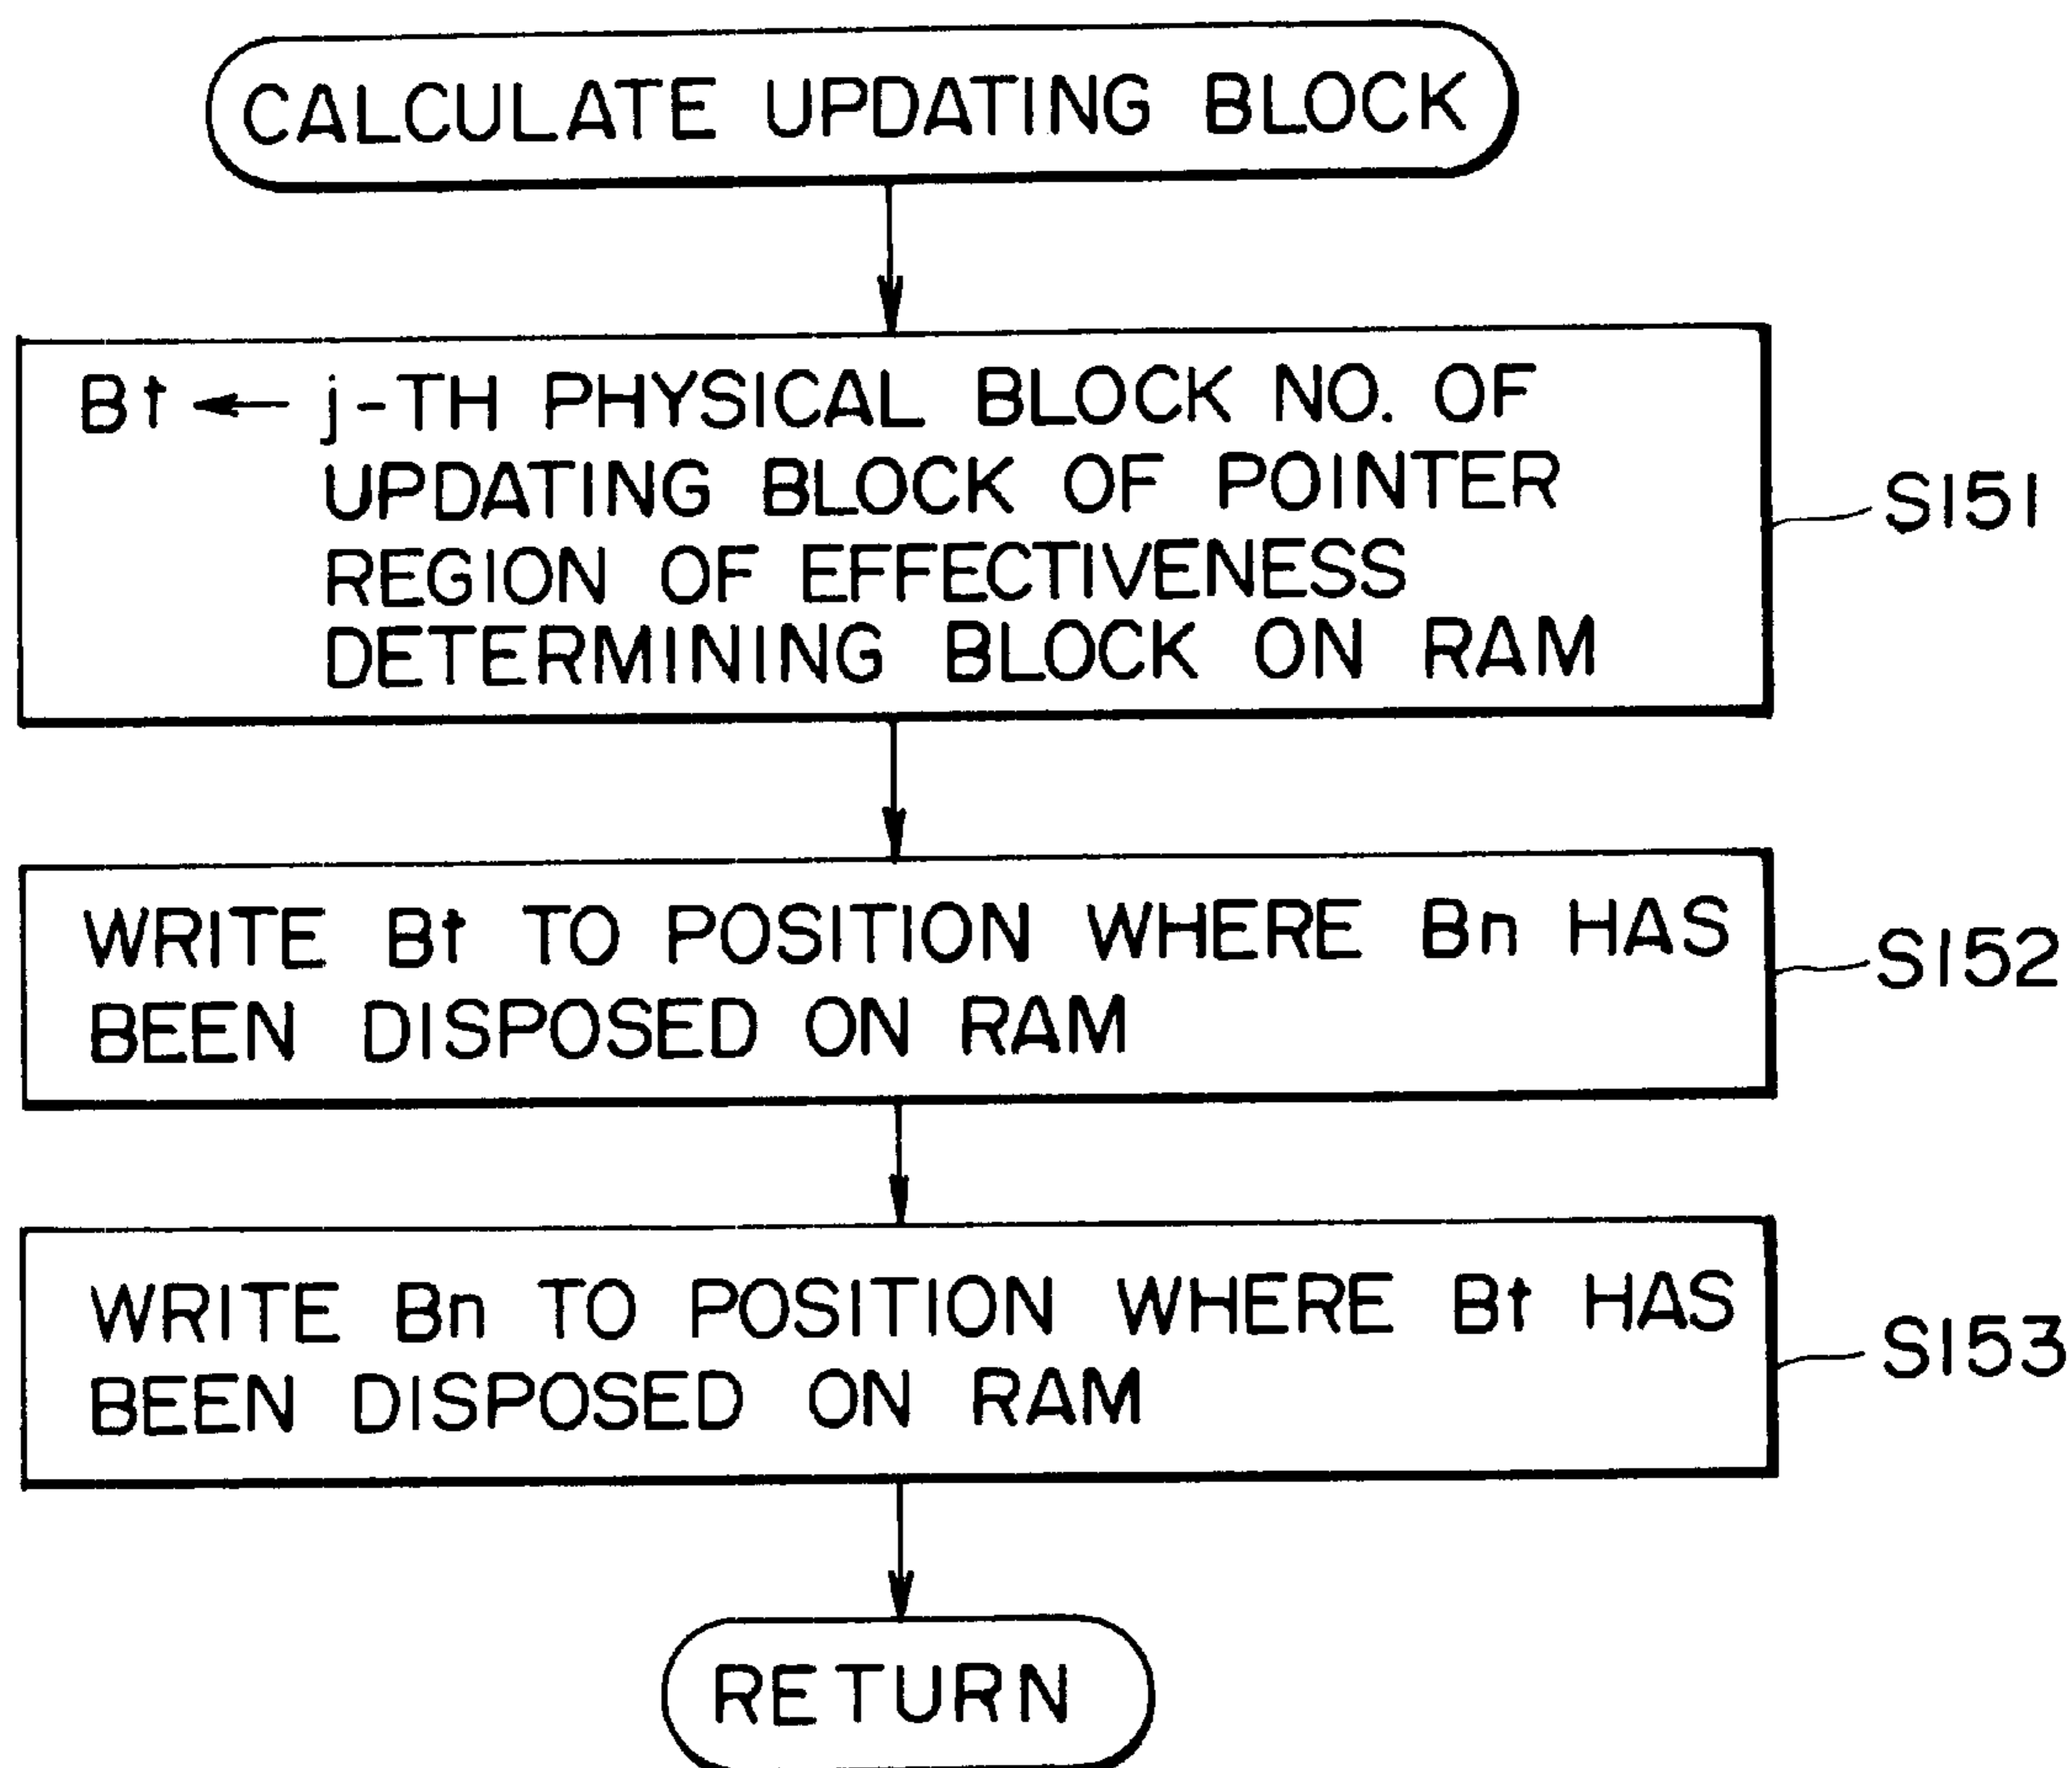 CALCULATE UPDATING BLOCK
Bt ← j-TH PHYSICAL BLOCK NO. OF
UPDATING BLOCK OF POINTER
REGION OF EFFECTIVENESS
DETERMINING BLOCK ON RAM
S151
WRITE Bt TO POSITION WHERE Bn HAS
BEEN DISPOSED ON RAM
S152
WRITE Bn TO POSITION WHERE Bt HAS
BEEN DISPOSED ON RAM
S153
RETURN